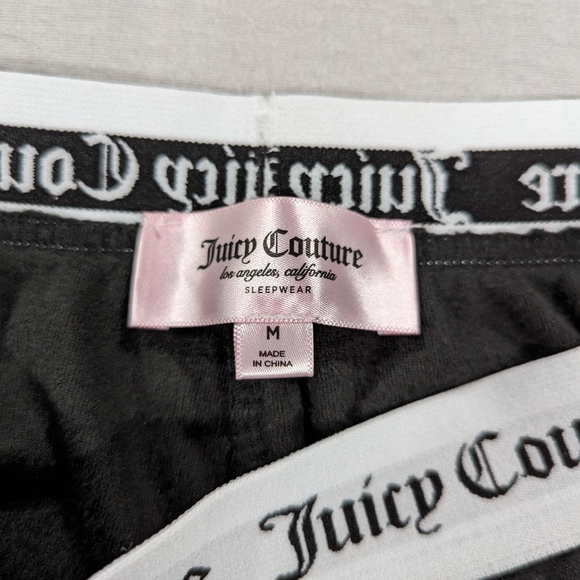 Juicy Couture
los angeles, california
SLEEPWEAR
M
MADE
IN CHINA
Juicy Cou